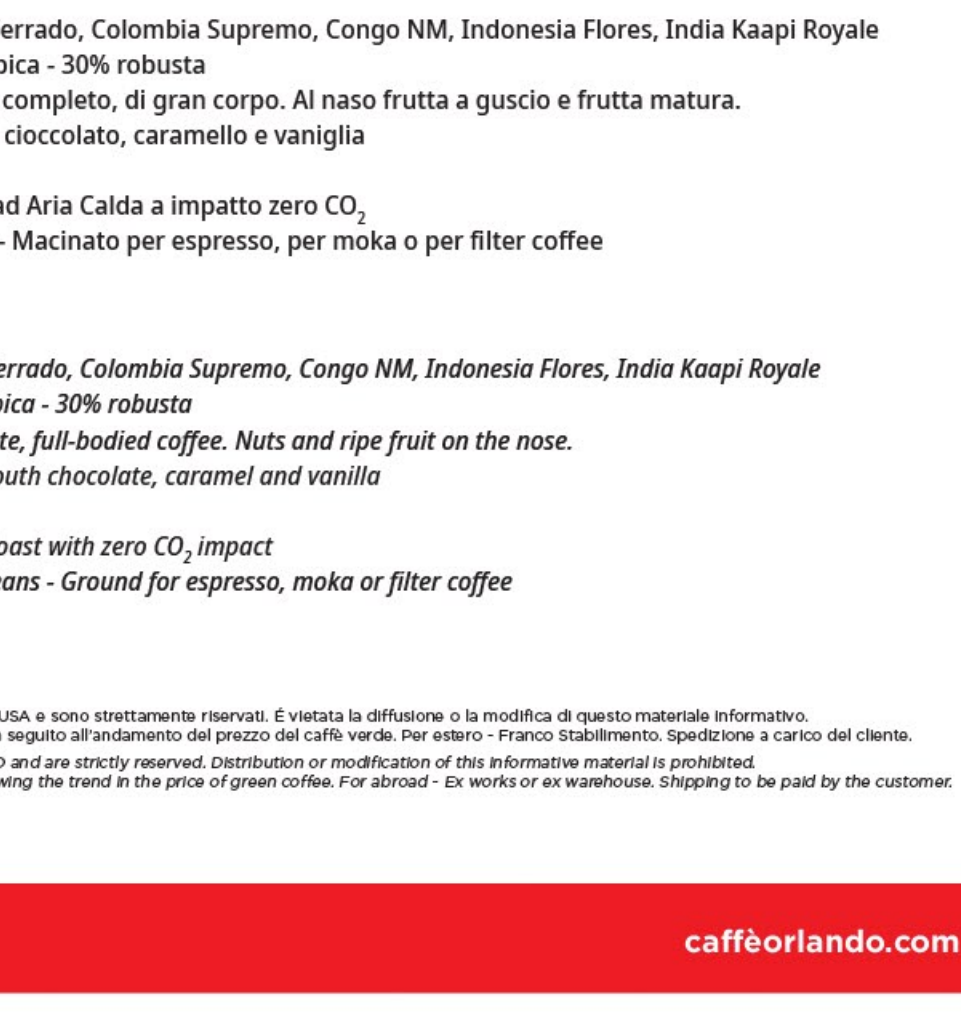 errado, Colombia Supremo, Congo NM, Indonesia Flores, India Kaapi Royale
bica - 30% robusta
completo, di gran corpo. Al naso frutta a guscio e frutta matura.
cioccolato, caramello e vaniglia
ad Aria Calda a impatto zero CO₂
- Macinato per espresso, per moka o per filter coffee
errado, Colombia Supremo, Congo NM, Indonesia Flores, India Kaapi Royale
bica - 30% robusta
te, full-bodied coffee. Nuts and ripe fruit on the nose.
outh chocolate, caramel and vanilla
oast with zero CO₂ impact
eans - Ground for espresso, moka or filter coffee
USA e sono strettamente riservati. É vietata la diffusione o la modifica di questo materiale informativo.
seguito all'andamento del prezzo del caffè verde. Per estero - Franco Stabilimento. Spedizione a carico del cliente.
and are strictly reserved. Distribution or modification of this informative material is prohibited.
wing the trend in the price of green coffee. For abroad - Ex works or ex warehouse. Shipping to be paid by the customer.
caffèorlando.com